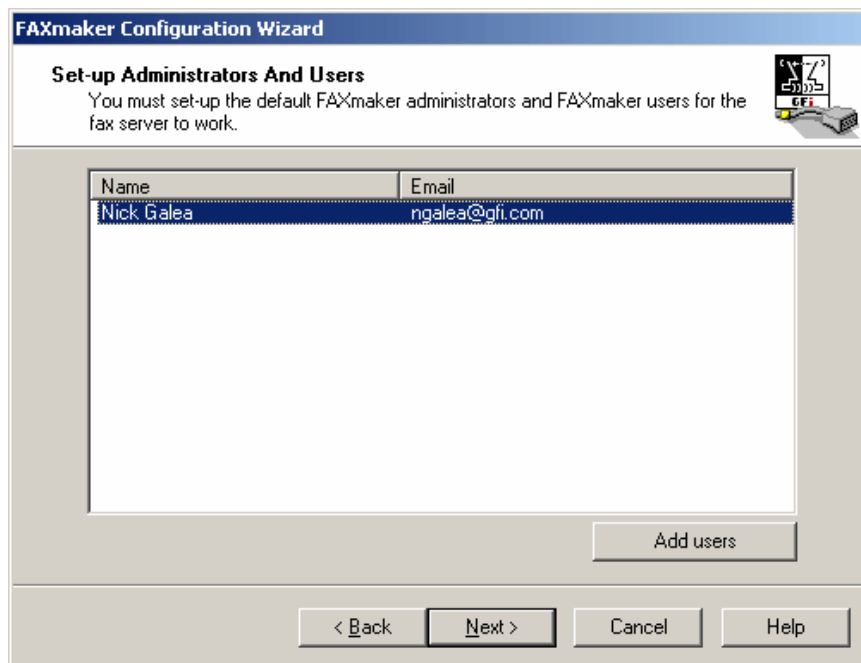 FAXmaker Configuration Wizard
Set-up Administrators And Users
You must set-up the default FAXmaker administrators and FAXmaker users for the
fax server to work.
GFi
Name Email
Nick Galea ngalea@gfi.com
Add users
< Back Next > Cancel Help